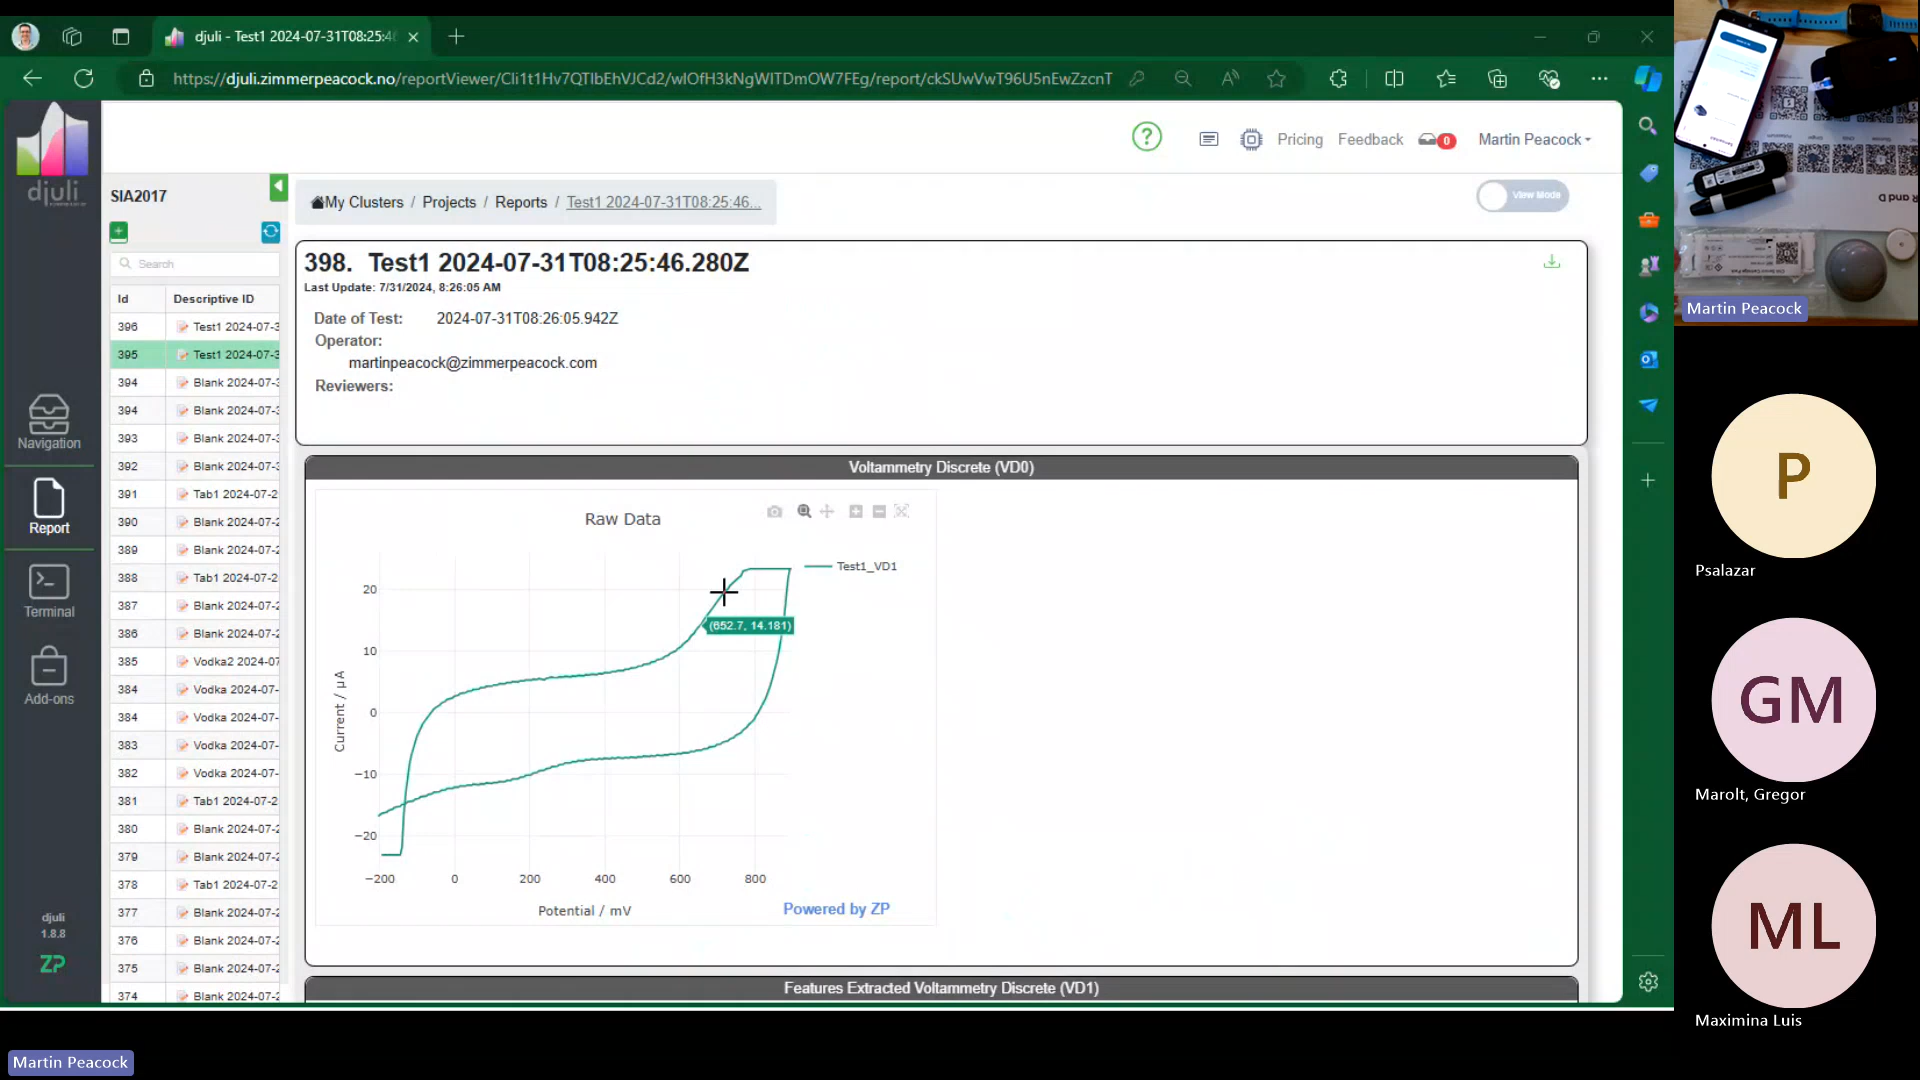 djuli - Test1 2024-07-31T08:25:46
https://djuli.zimmerpeacock.no/reportViewer/Cli1t1Hv7QTIbEhVJCd2/wIOfH3kNgWITDmOW7FEg/report/ckSUwVwT96U5nEwZzcnT
djuli
Pricing
Feedback
0
Martin Peacock
SIA2017
My Clusters / Projects / Reports / Test1 2024-07-31T08:25:46...
View Mode
Search
Id Descriptive ID
396 Test1 2024-07-3
395 Test1 2024-07-3
394 Blank 2024-07-3
394 Blank 2024-07-3
393 Blank 2024-07-3
392 Blank 2024-07-3
391 Tab1 2024-07-2
390 Blank 2024-07-2
389 Blank 2024-07-2
388 Tab1 2024-07-2
387 Blank 2024-07-2
386 Blank 2024-07-2
385 Vodka2 2024-07
384 Vodka 2024-07-
384 Vodka 2024-07-
383 Vodka 2024-07-
382 Vodka 2024-07-
381 Tab1 2024-07-2
380 Blank 2024-07-2
379 Blank 2024-07-2
378 Tab1 2024-07-2
377 Blank 2024-07-2
376 Blank 2024-07-2
375 Blank 2024-07-2
374 Blank 2024-07-2
Navigation
Report
Terminal
Add-ons
djuli
1.8.8
ZP
398. Test1 2024-07-31T08:25:46.280Z
Last Update: 7/31/2024, 8:26:05 AM
Date of Test: 2024-07-31T08:26:05.942Z
Operator:
martinpeacock@zimmerpeacock.com
Reviewers:
Voltammetry Discrete (VD0)
Raw Data
Test1_VD1
(652.7, 14.181)
20
10
0
−10
−20
Current / μA
−200 0 200 400 600 800
Potential / mV
Powered by ZP
Features Extracted Voltammetry Discrete (VD1)
R and D
Martin Peacock
P
Psalazar
GM
Marolt, Gregor
ML
Maximina Luis
Martin Peacock